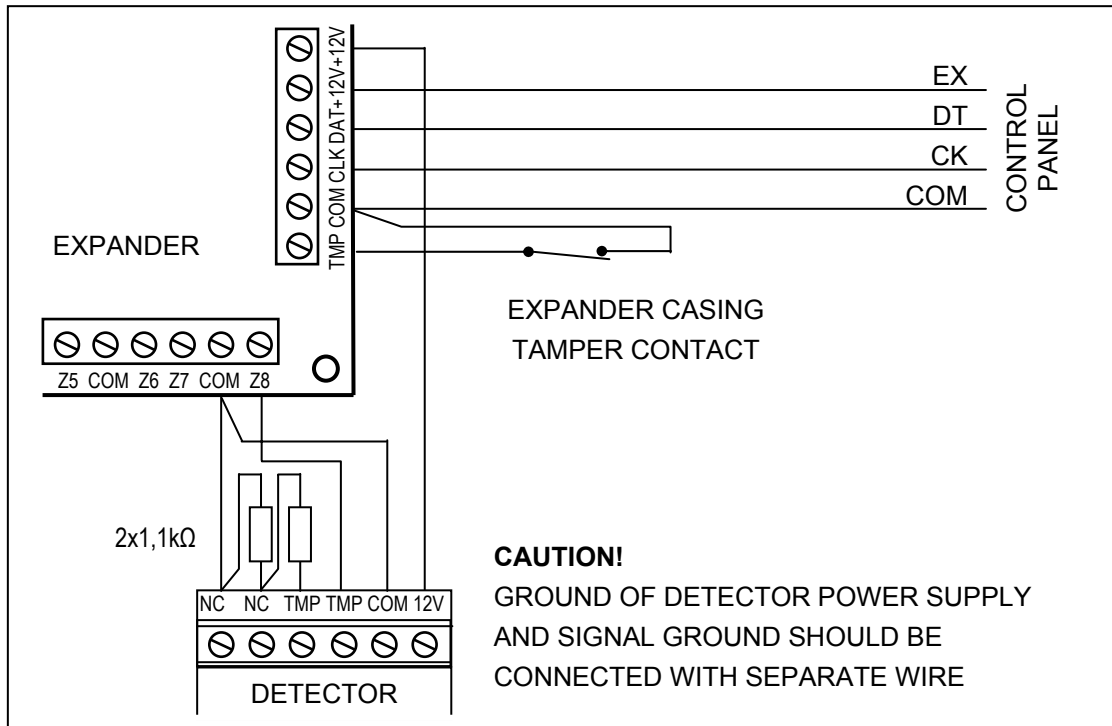 TMP COM CLK DAT+12V+12V
EX
DT
CK
COM
CONTROL
PANEL
EXPANDER
EXPANDER CASING
TAMPER CONTACT
Z5 COM Z6 Z7 COM Z8
2x1,1kΩ
NC NC TMP TMP COM 12V
DETECTOR
CAUTION!
GROUND OF DETECTOR POWER SUPPLY
AND SIGNAL GROUND SHOULD BE
CONNECTED WITH SEPARATE WIRE